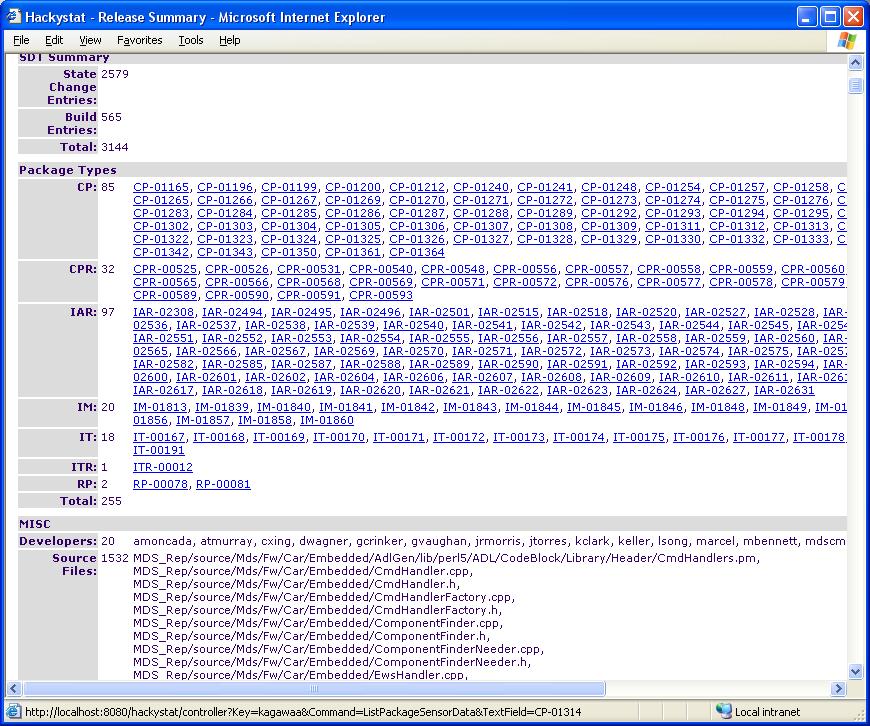 Hackystat - Release Summary - Microsoft Internet Explorer
File Edit View Favorites Tools Help
SDT Summary
State Change Entries: 2579
Build Entries: 565
Total: 3144
Package Types
CP: 85 CP-01165, CP-01196, CP-01199, CP-01200, CP-01212, CP-01240, CP-01241, CP-01248, CP-01254, CP-01257, CP-01258, C
CP-01265, CP-01266, CP-01267, CP-01269, CP-01270, CP-01271, CP-01272, CP-01273, CP-01274, CP-01275, CP-01276, C
CP-01283, CP-01284, CP-01285, CP-01286, CP-01287, CP-01288, CP-01289, CP-01292, CP-01293, CP-01294, CP-01295, C
CP-01302, CP-01303, CP-01304, CP-01305, CP-01306, CP-01307, CP-01308, CP-01309, CP-01311, CP-01312, CP-01313, C
CP-01322, CP-01323, CP-01324, CP-01325, CP-01326, CP-01327, CP-01328, CP-01329, CP-01330, CP-01332, CP-01333, C
CP-01342, CP-01343, CP-01350, CP-01361, CP-01364
CPR: 32 CPR-00525, CPR-00526, CPR-00531, CPR-00540, CPR-00548, CPR-00556, CPR-00557, CPR-00558, CPR-00559, CPR-00560
CPR-00565, CPR-00566, CPR-00568, CPR-00569, CPR-00571, CPR-00572, CPR-00576, CPR-00577, CPR-00578, CPR-00579
CPR-00589, CPR-00590, CPR-00591, CPR-00593
IAR: 97 IAR-02308, IAR-02494, IAR-02495, IAR-02496, IAR-02501, IAR-02515, IAR-02518, IAR-02520, IAR-02527, IAR-02528, IAR-
02536, IAR-02537, IAR-02538, IAR-02539, IAR-02540, IAR-02541, IAR-02542, IAR-02543, IAR-02544, IAR-02545, IAR-0254
IAR-02551, IAR-02552, IAR-02553, IAR-02554, IAR-02555, IAR-02556, IAR-02557, IAR-02558, IAR-02559, IAR-02560, IAR-
02565, IAR-02566, IAR-02567, IAR-02569, IAR-02570, IAR-02571, IAR-02572, IAR-02573, IAR-02574, IAR-02575, IAR-0257
IAR-02582, IAR-02585, IAR-02587, IAR-02588, IAR-02589, IAR-02590, IAR-02591, IAR-02592, IAR-02593, IAR-02594, IAR-
02600, IAR-02601, IAR-02602, IAR-02604, IAR-02606, IAR-02607, IAR-02608, IAR-02609, IAR-02610, IAR-02611, IAR-0261
IAR-02617, IAR-02618, IAR-02619, IAR-02620, IAR-02621, IAR-02622, IAR-02623, IAR-02624, IAR-02627, IAR-02631
IM: 20 IM-01813, IM-01839, IM-01840, IM-01841, IM-01842, IM-01843, IM-01844, IM-01845, IM-01846, IM-01848, IM-01849, IM-01
01856, IM-01857, IM-01858, IM-01860
IT: 18 IT-00167, IT-00168, IT-00169, IT-00170, IT-00171, IT-00172, IT-00173, IT-00174, IT-00175, IT-00176, IT-00177, IT-00178
IT-00191
ITR: 1 ITR-00012
RP: 2 RP-00078, RP-00081
Total: 255
MISC
Developers: 20 amoncada, atmurray, cxing, dwagner, gcrinker, gvaughan, jrmorris, jtorres, kclark, keller, lsong, marcel, mbennett, mdscm
Source Files: 1532 MDS_Rep/source/Mds/Fw/Car/Embedded/AdlGen/lib/perl5/ADL/CodeBlock/Library/Header/CmdHandlers.pm,
MDS_Rep/source/Mds/Fw/Car/Embedded/CmdHandler.cpp,
MDS_Rep/source/Mds/Fw/Car/Embedded/CmdHandler.h,
MDS_Rep/source/Mds/Fw/Car/Embedded/CmdHandlerFactory.cpp,
MDS_Rep/source/Mds/Fw/Car/Embedded/CmdHandlerFactory.h,
MDS_Rep/source/Mds/Fw/Car/Embedded/ComponentFinder.cpp,
MDS_Rep/source/Mds/Fw/Car/Embedded/ComponentFinder.h,
MDS_Rep/source/Mds/Fw/Car/Embedded/ComponentFinderNeeder.cpp,
MDS_Rep/source/Mds/Fw/Car/Embedded/ComponentFinderNeeder.h,
MDS_Rep/source/Mds/Fw/Car/Embedded/EwsHandler.cpp,
http://localhost:8080/hackystat/controller?Key=kagawaa&Command=ListPackageSensorData&TextField=CP-01314 Local intranet